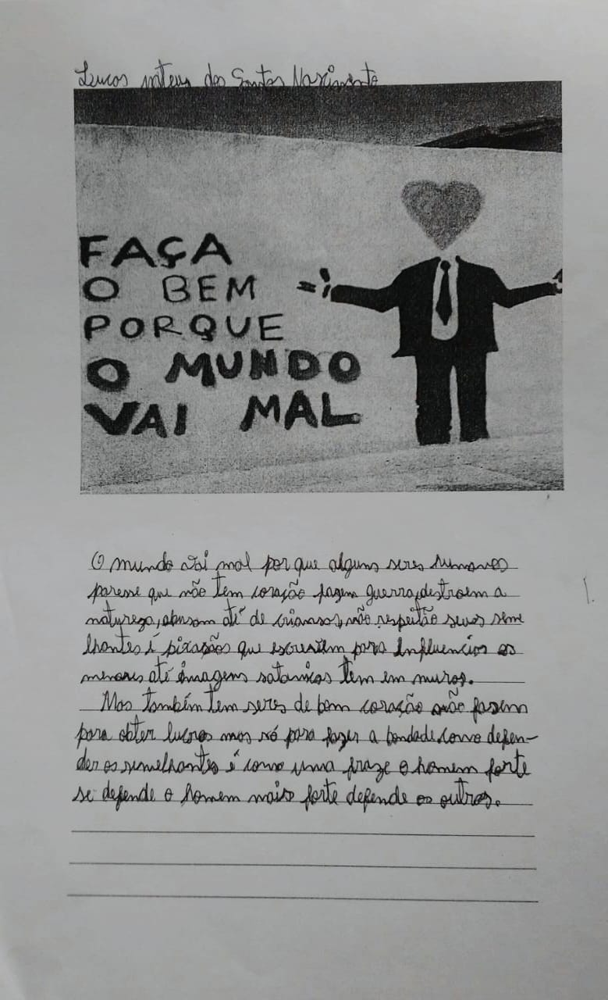 Lucas mateus dos Santos Nascimento
FAÇA
O BEM
PORQUE
O MUNDO
VAI MAL
O mundo vai mal por que alguns seres humanos
paresse que não tem coração fazem guerra, destroem a
natureza, abusam até de crianças, não respeitão seus seme
lhantes é pixasãos que escrevem para influencios os
menores até imagens satanicas tem em muros.
Mas também tem seres de bom coração não fazem
para obter lucros mas só para fazer a bondade como defen-
der os semelhantes é como uma fraze o homem forte
se defende o homem mais forte defende os outros.